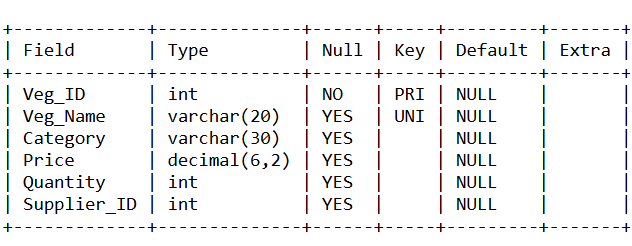 +------------+--------------+------+-----+---------+-------+
| Field | Type | Null | Key | Default | Extra |
+------------+--------------+------+-----+---------+-------+
| Veg_ID | int | NO | PRI | NULL | |
| Veg_Name | varchar(20) | YES | UNI | NULL | |
| Category | varchar(30) | YES | | NULL | |
| Price | decimal(6,2) | YES | | NULL | |
| Quantity | int | YES | | NULL | |
| Supplier_ID | int | YES | | NULL | |
+------------+--------------+------+-----+---------+-------+